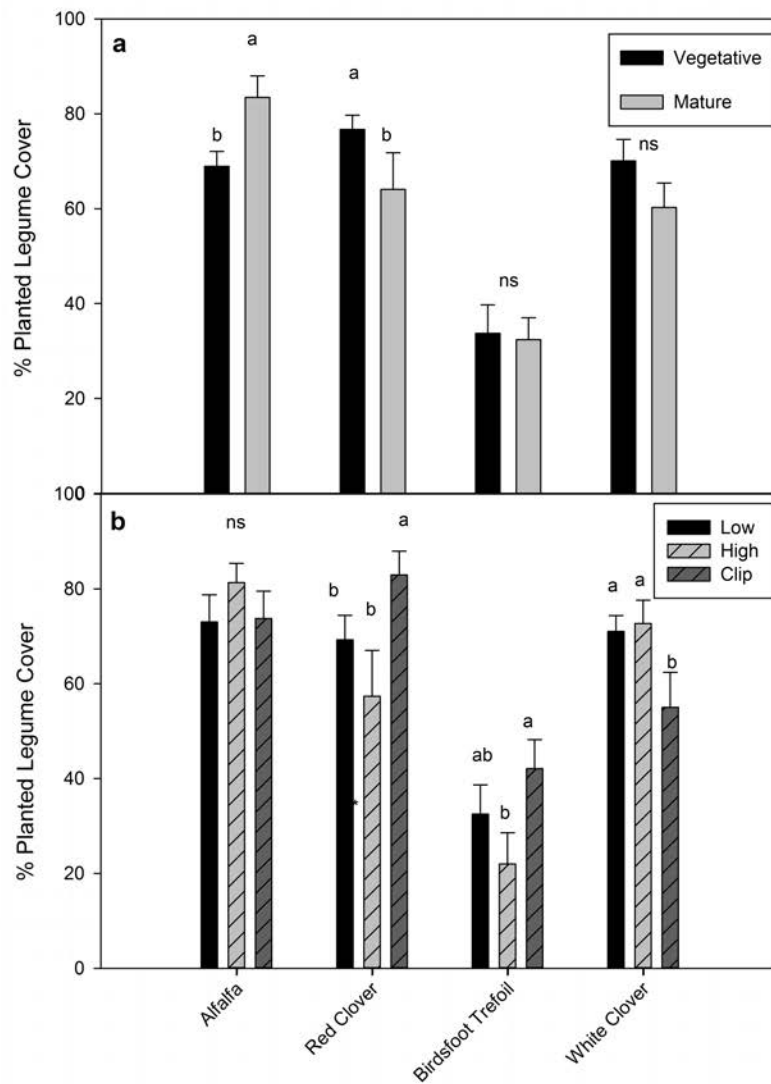 100
a
a
a
Vegetative
Mature
80
b
b
ns
60
% Planted Legume Cover
40
ns
20
0
100
b
ns
a
Low
High
Clip
80
b
b
a
a
b
60
% Planted Legume Cover
40
ab
b
a
*
20
0
Alfalfa
Red Clover
Birdsfoot Trefoil
White Clover